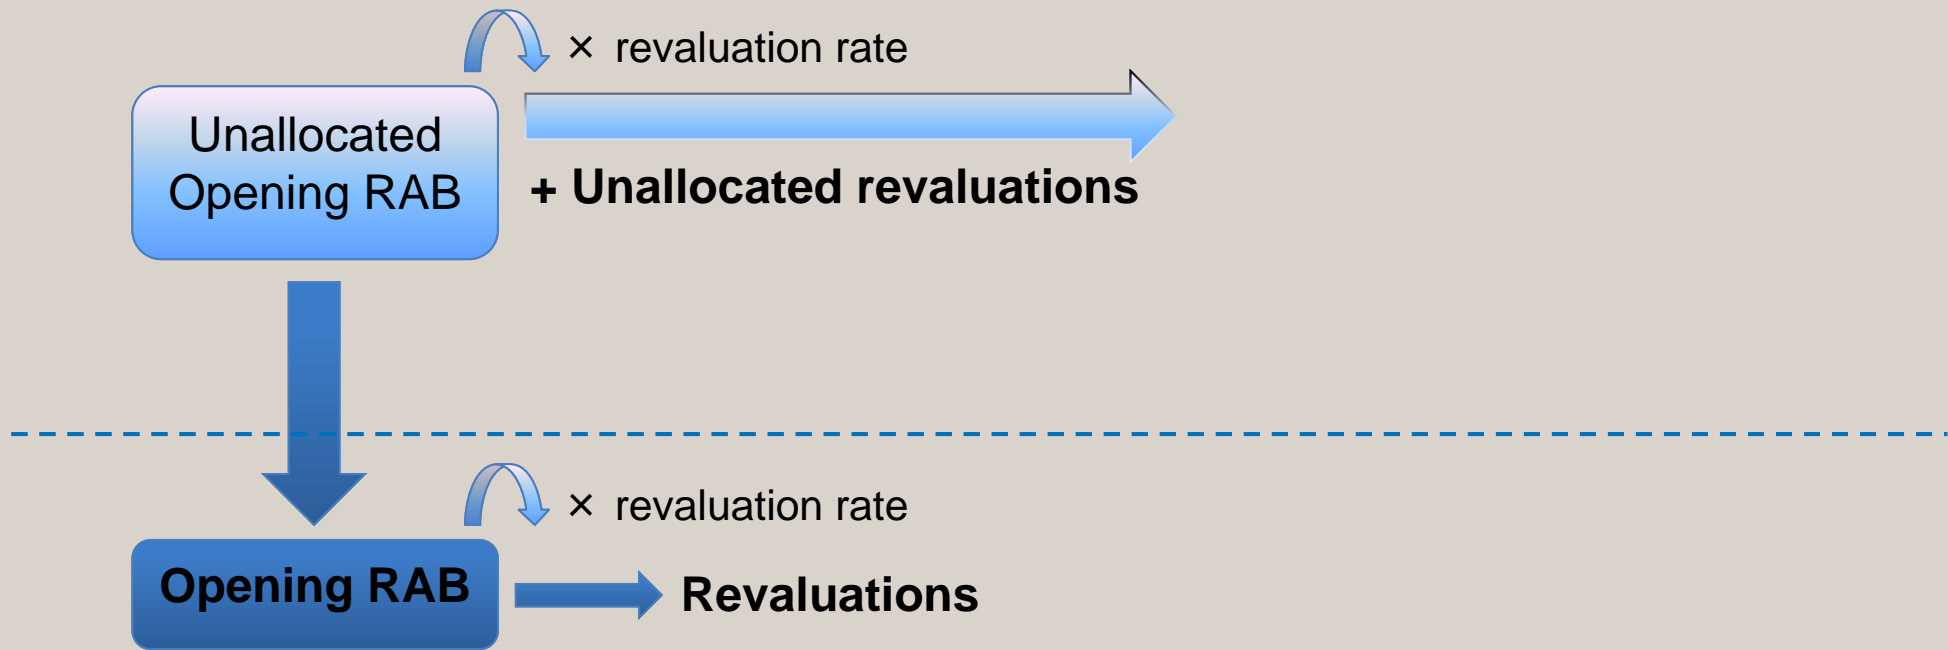 × revaluation rate
Unallocated
Opening RAB
+ Unallocated revaluations
× revaluation rate
Opening RAB
Revaluations